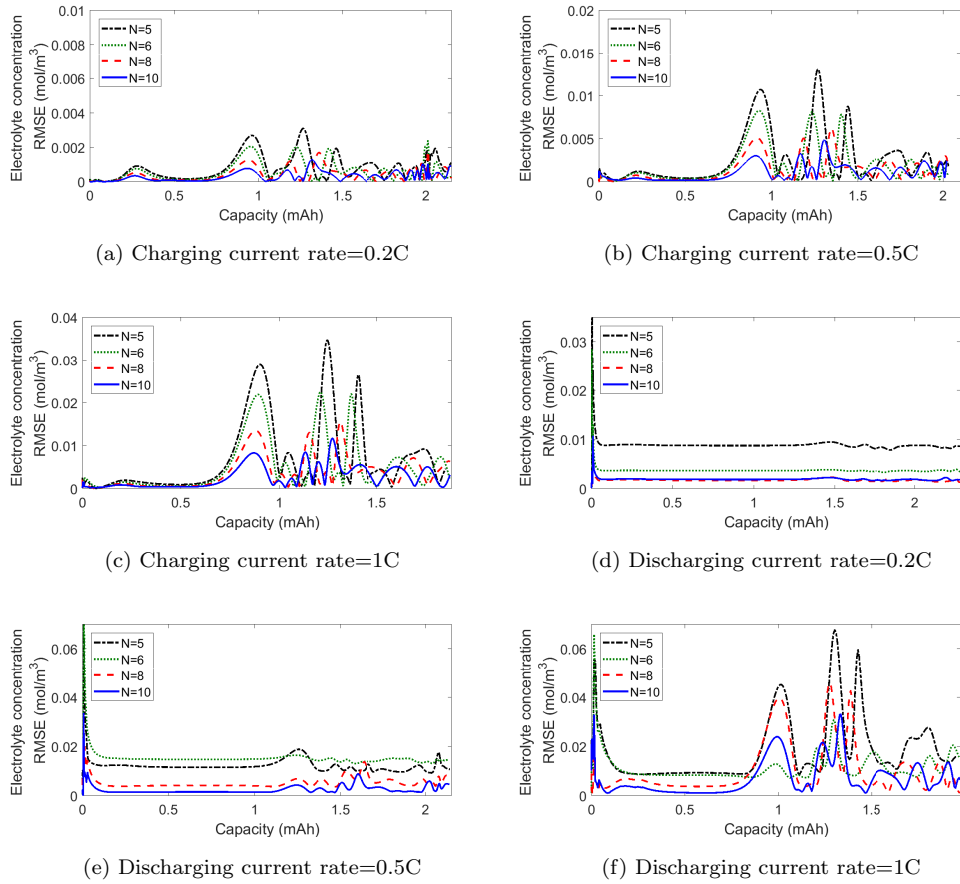 Electrolyte concentration
RMSE (mol/m³)
0.01
0.008
0.006
0.004
0.002
0
N=5
N=6
N=8
N=10
0 0.5 1 1.5 2
Capacity (mAh)
(a) Charging current rate=0.2C
Electrolyte concentration
RMSE (mol/m³)
0.02
0.015
0.010
0.005
0
N=5
N=6
N=8
N=10
0 0.5 1 1.5 2
Capacity (mAh)
(b) Charging current rate=0.5C
Electrolyte concentration
RMSE (mol/m³)
0.04
0.03
0.02
0.01
0
N=5
N=6
N=8
N=10
0 0.5 1 1.5
Capacity (mAh)
(c) Charging current rate=1C
Electrolyte concentration
RMSE (mol/m³)
0.03
0.02
0.01
0
N=5
N=6
N=8
N=10
0 0.5 1 1.5 2
Capacity (mAh)
(d) Discharging current rate=0.2C
Electrolyte concentration
RMSE (mol/m³)
0.06
0.04
0.02
0
N=5
N=6
N=8
N=10
0 0.5 1 1.5 2
Capacity (mAh)
(e) Discharging current rate=0.5C
Electrolyte concentration
RMSE (mol/m³)
0.06
0.04
0.02
0
N=5
N=6
N=8
N=10
0 0.5 1 1.5
Capacity (mAh)
(f) Discharging current rate=1C